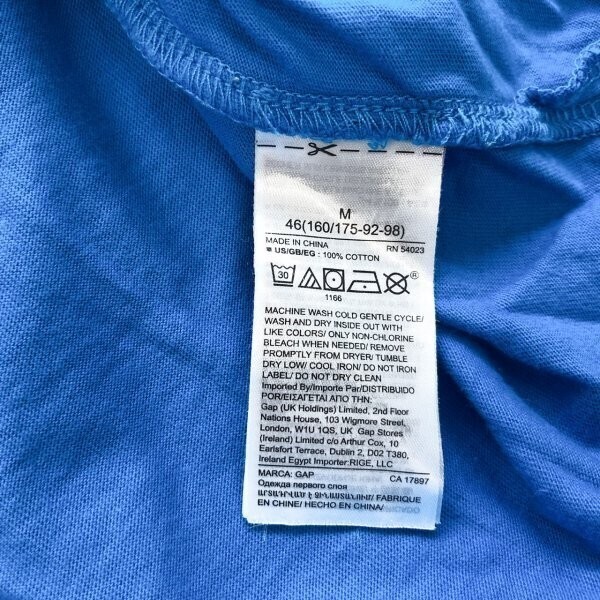 M
46(160/175-92-98)
MADE IN CHINA RN 54023
US/GB/EG : 100% COTTON
30 ®
1166
MACHINE WASH COLD GENTLE CYCLE/
WASH AND DRY INSIDE OUT WITH
LIKE COLORS/ ONLY NON-CHLORINE
BLEACH WHEN NEEDED/ REMOVE
PROMPTLY FROM DRYER/ TUMBLE
DRY LOW/ COOL IRON/ DO NOT IRON
LABEL/ DO NOT DRY CLEAN
Imported By/Importe Par/DISTRIBUIDO
POR/ΕΙΣΑΓΕΤΑΙ ΑΠΟ ΤΗΝ:
Gap (UK Holdings) Limited, 2nd Floor
Nations House, 103 Wigmore Street,
London, W1U 1QS, UK Gap Stores
(Ireland) Limited c/o Arthur Cox, 10
Earlsfort Terrace, Dublin 2, D02 T380,
Ireland Egypt Importer:RIGE, LLC
MARCA: GAP CA 17897
Одежда первого слоя
ԱՐՏԱԴՐՎԱԾ Է ՉԻՆԱՍՏԱՆՈՒՄ/ FABRIQUE
EN CHINE/ HECHO EN CHINA/